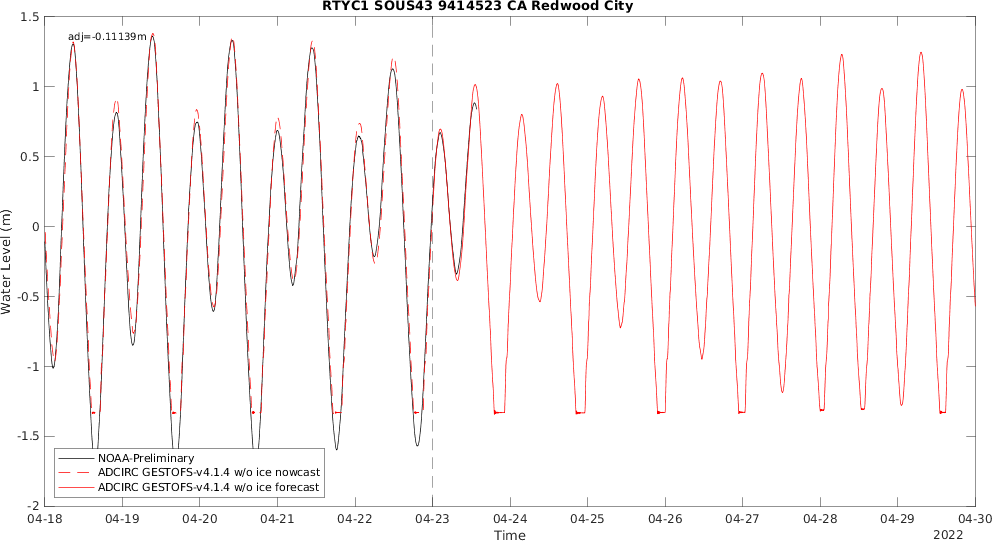 RTYC1 SOUS43 9414523 CA Redwood City
adj=-0.11139m
1.5
1
0.5
0
-0.5
-1
-1.5
-2
Water Level (m)
NOAA-Preliminary
ADCIRC GESTOFS-v4.1.4 w/o ice nowcast
ADCIRC GESTOFS-v4.1.4 w/o ice forecast
04-18 04-19 04-20 04-21 04-22 04-23 04-24 04-25 04-26 04-27 04-28 04-29 04-30
Time
2022